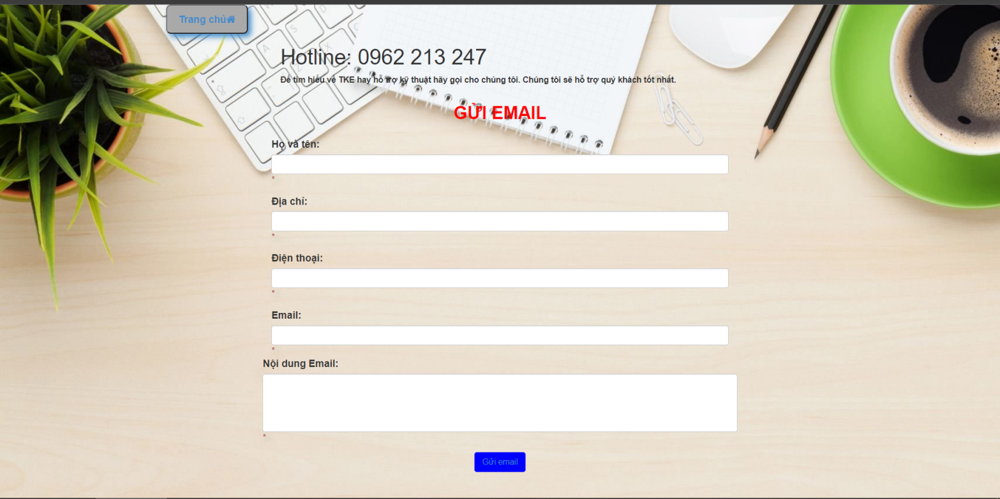 Trang chủ
Hotline: 0962 213 247
Để tìm hiểu về TKE hay hỗ trợ kỹ thuật hãy gọi cho chúng tôi. Chúng tôi sẽ hỗ trợ quý khách tốt nhất.
GỬI EMAIL
Họ và tên:
*
Địa chỉ:
*
Điện thoại:
*
Email:
*
Nội dung Email:
*
Gửi email